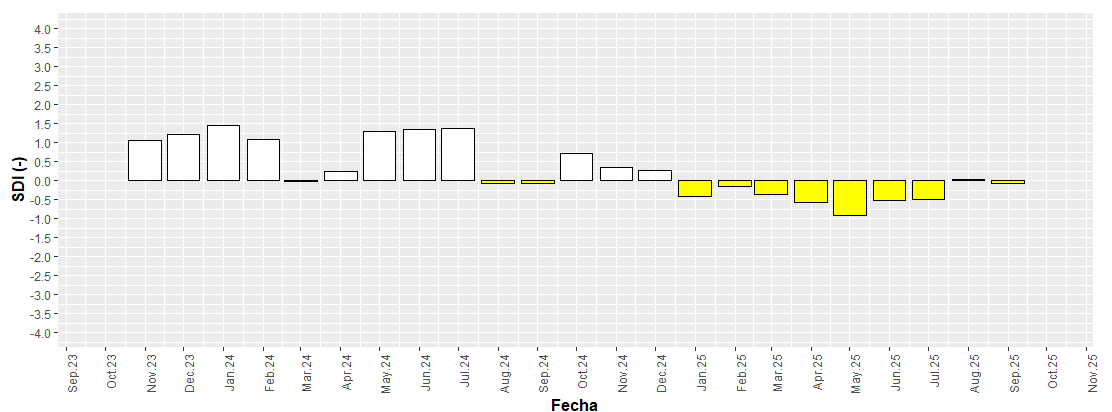 SDI (-)
4.0
3.5
3.0
2.5
2.0
1.5
1.0
0.5
0.0
-0.5
-1.0
-1.5
-2.0
-2.5
-3.0
-3.5
-4.0
Sep.23
Oct.23
Nov.23
Dec.23
Jan.24
Feb.24
Mar.24
Apr.24
May.24
Jun.24
Jul.24
Aug.24
Sep.24
Oct.24
Nov.24
Dec.24
Jan.25
Feb.25
Mar.25
Apr.25
May.25
Jun.25
Jul.25
Aug.25
Sep.25
Oct.25
Nov.25
Fecha